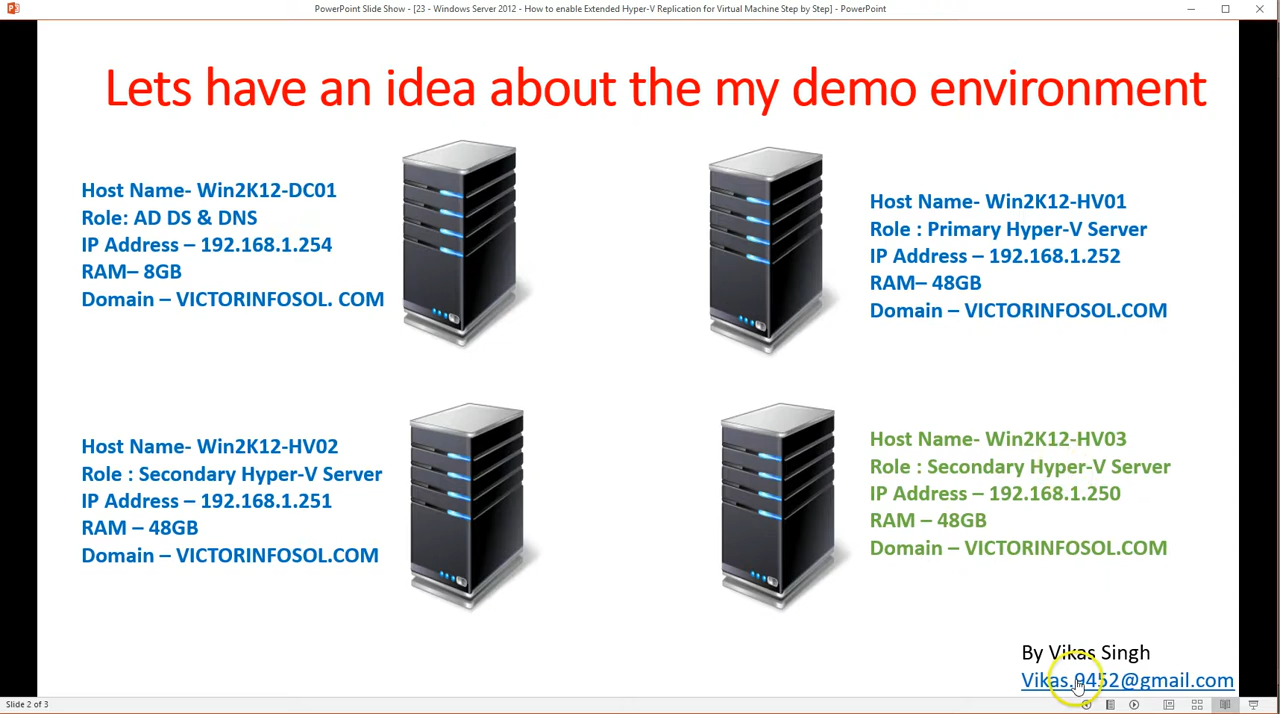 PowerPoint Slide Show - [23 - Windows Server 2012 - How to enable Extended Hyper-V Replication for Virtual Machine Step by Step] - PowerPoint
Lets have an idea about the my demo environment
Host Name- Win2K12-DC01
Role: AD DS & DNS
IP Address – 192.168.1.254
RAM– 8GB
Domain – VICTORINFOSOL. COM
Host Name- Win2K12-HV01
Role : Primary Hyper-V Server
IP Address – 192.168.1.252
RAM– 48GB
Domain – VICTORINFOSOL.COM
Host Name- Win2K12-HV02
Role : Secondary Hyper-V Server
IP Address – 192.168.1.251
RAM – 48GB
Domain – VICTORINFOSOL.COM
Host Name- Win2K12-HV03
Role : Secondary Hyper-V Server
IP Address – 192.168.1.250
RAM – 48GB
Domain – VICTORINFOSOL.COM
By Vikas Singh
Vikas.9452@gmail.com
Slide 2 of 3